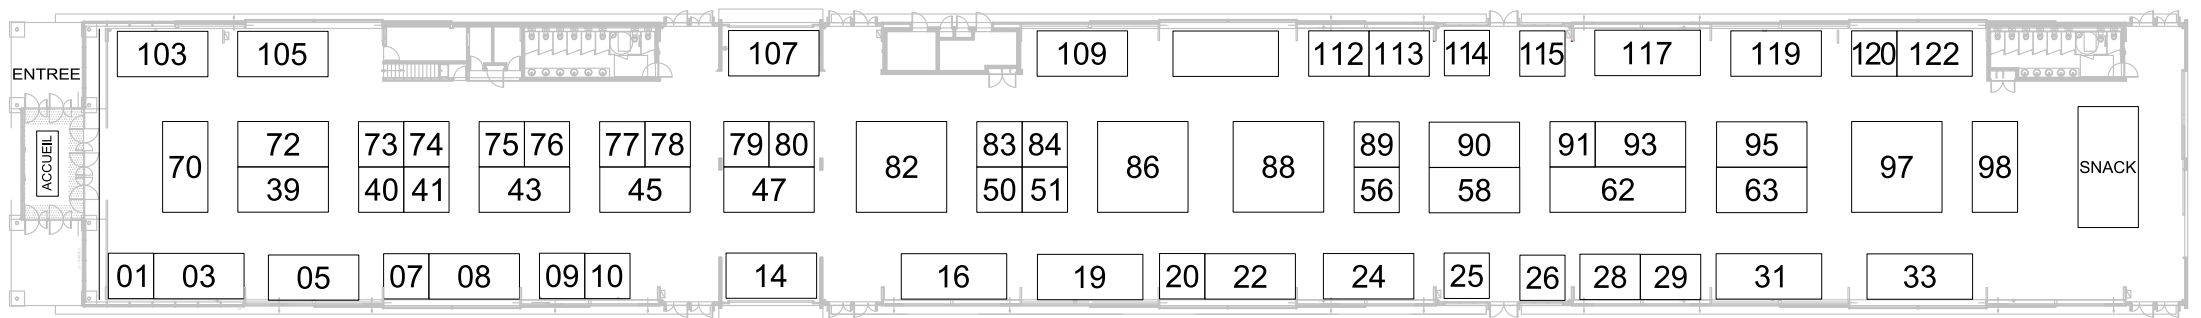 103 105 107 109 112 113 114 115 117 119 120 122
ENTREE
72 73 74 75 76 77 78 79 80 83 84 89 90 91 93 95
ACCUEIL
70 82 86 88 97 98 SNACK
39 40 41 43 45 47 50 51 56 58 62 63
01 03 05 07 08 09 10 14 16 19 20 22 24 25 26 28 29 31 33